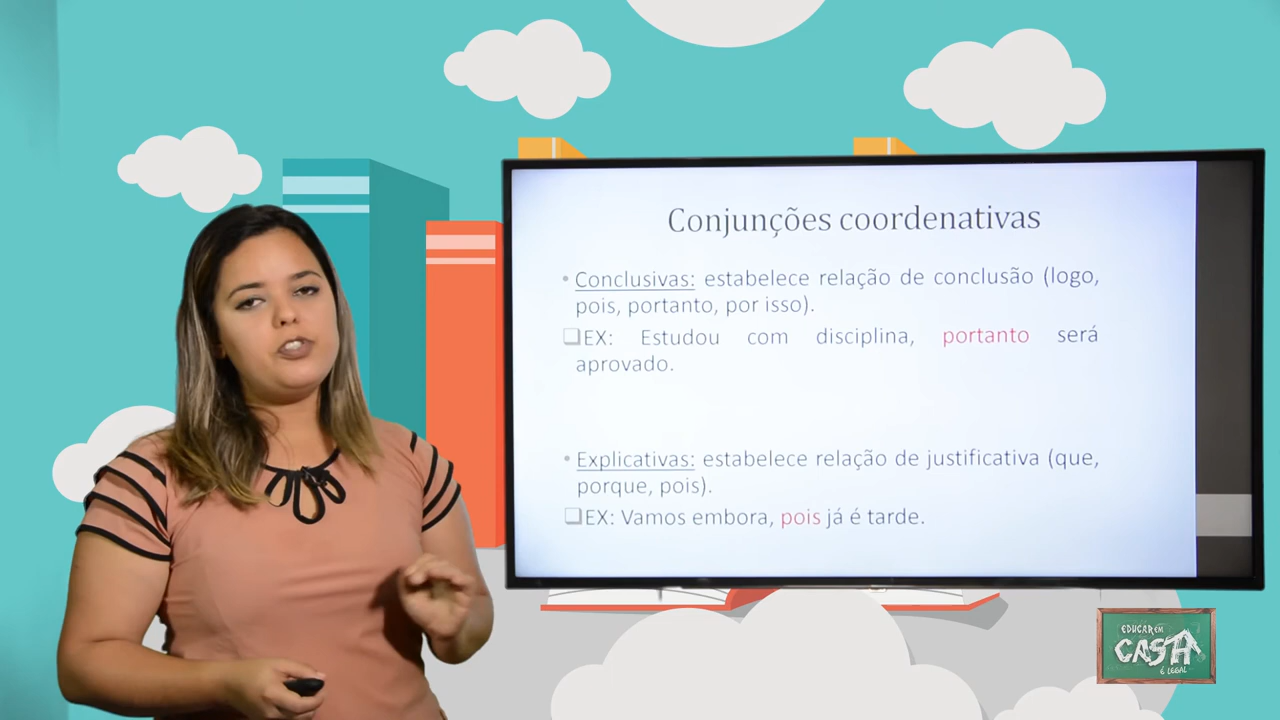 Conjunções coordenativas
• Conclusivas: estabelece relação de conclusão (logo,
pois, portanto, por isso).
❑EX: Estudou com disciplina, portanto será
aprovado.
• Explicativas: estabelece relação de justificativa (que,
porque, pois).
❑EX: Vamos embora, pois já é tarde.
EDUCAR EM
CASA
É LEGAL